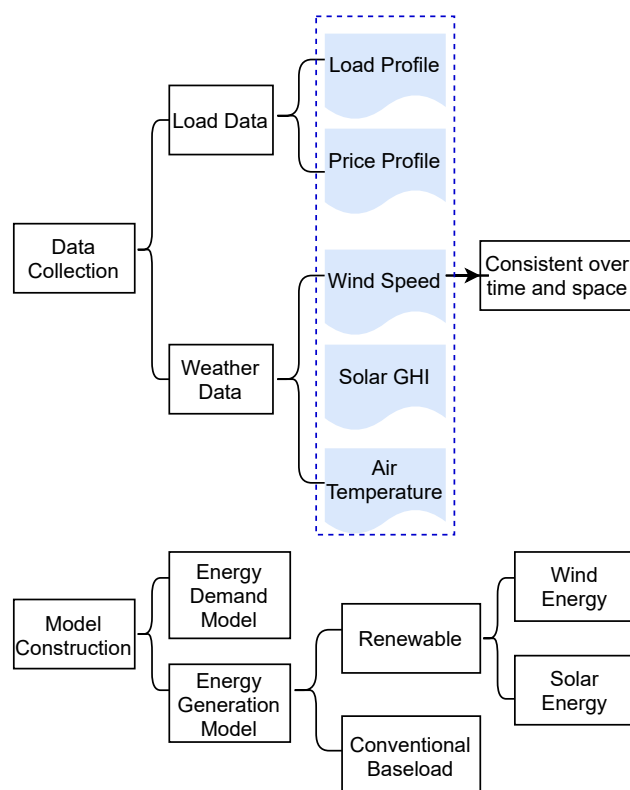 Load Profile
Load Data
Price Profile
Data
Collection
Wind Speed
Consistent over
time and space
Weather
Data
Solar GHI
Air
Temperature
Energy
Demand
Model
Wind
Energy
Model
Construction
Renewable
Energy
Generation
Model
Solar
Energy
Conventional
Baseload